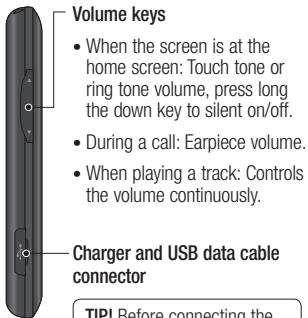 Volume keys
• When the screen is at the
home screen: Touch tone or
ring tone volume, press long
the down key to silent on/off.
• During a call: Earpiece volume.
• When playing a track: Controls
the volume continuously.
Charger and USB data cable
connector
TIP! Before connecting the